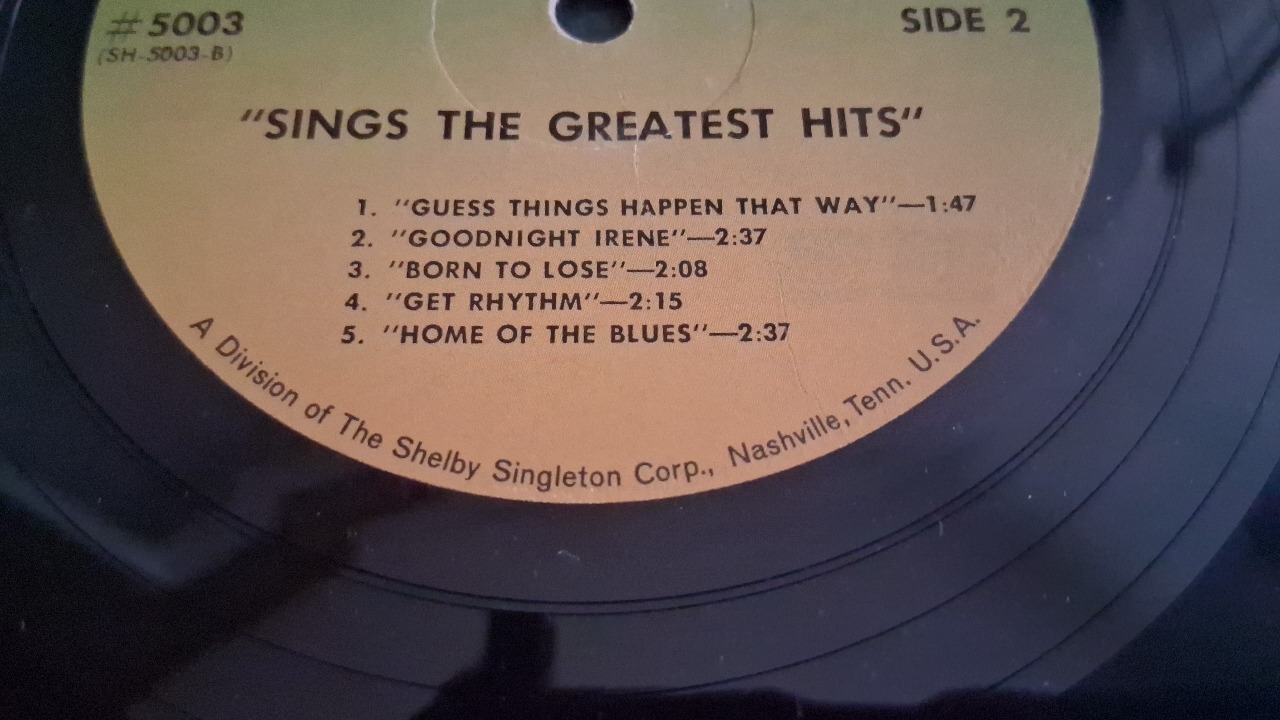 #5003
(SH-5003-B)
SIDE 2
"SINGS THE GREATEST HITS"
1. "GUESS THINGS HAPPEN THAT WAY"—1:47
2. "GOODNIGHT IRENE"—2:37
3. "BORN TO LOSE"—2:08
4. "GET RHYTHM"—2:15
5. "HOME OF THE BLUES"—2:37
A Division of The Shelby Singleton Corp., Nashville, Tenn. U.S.A.